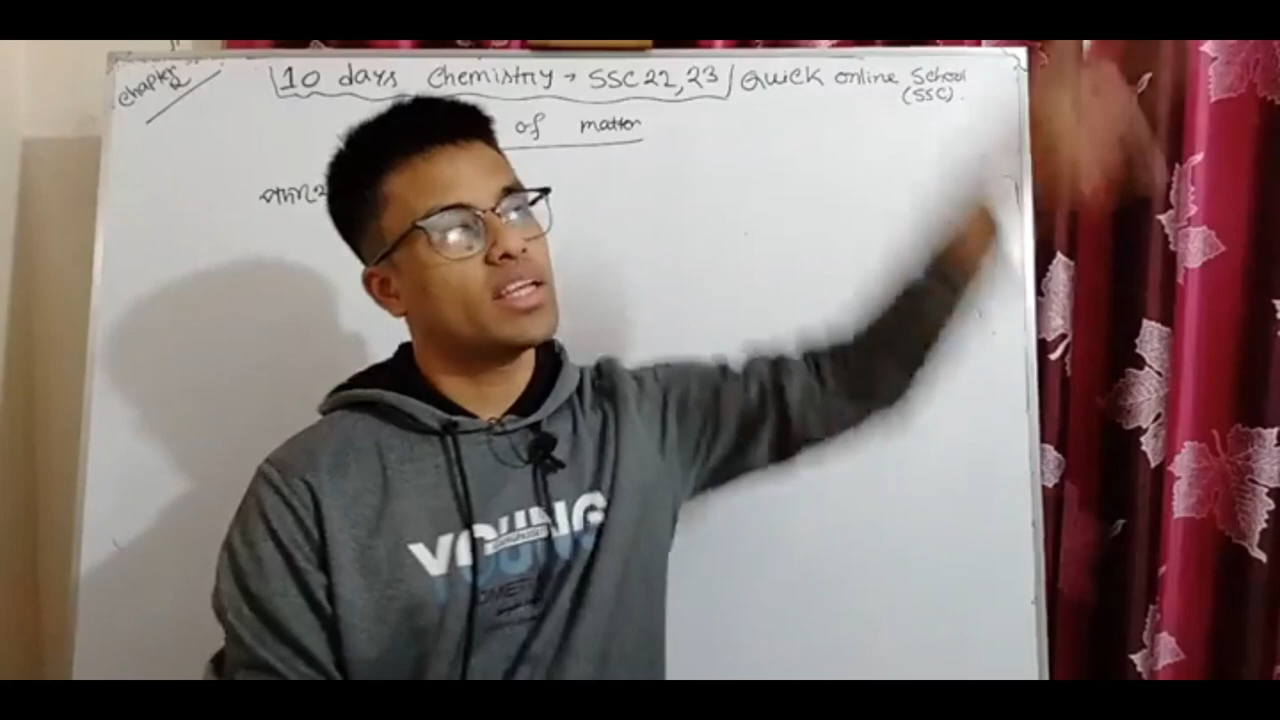 chapter 2
10 days Chemistry → SSC 22, 23 / Quick online School
(SSC).
of matter
YOUNG